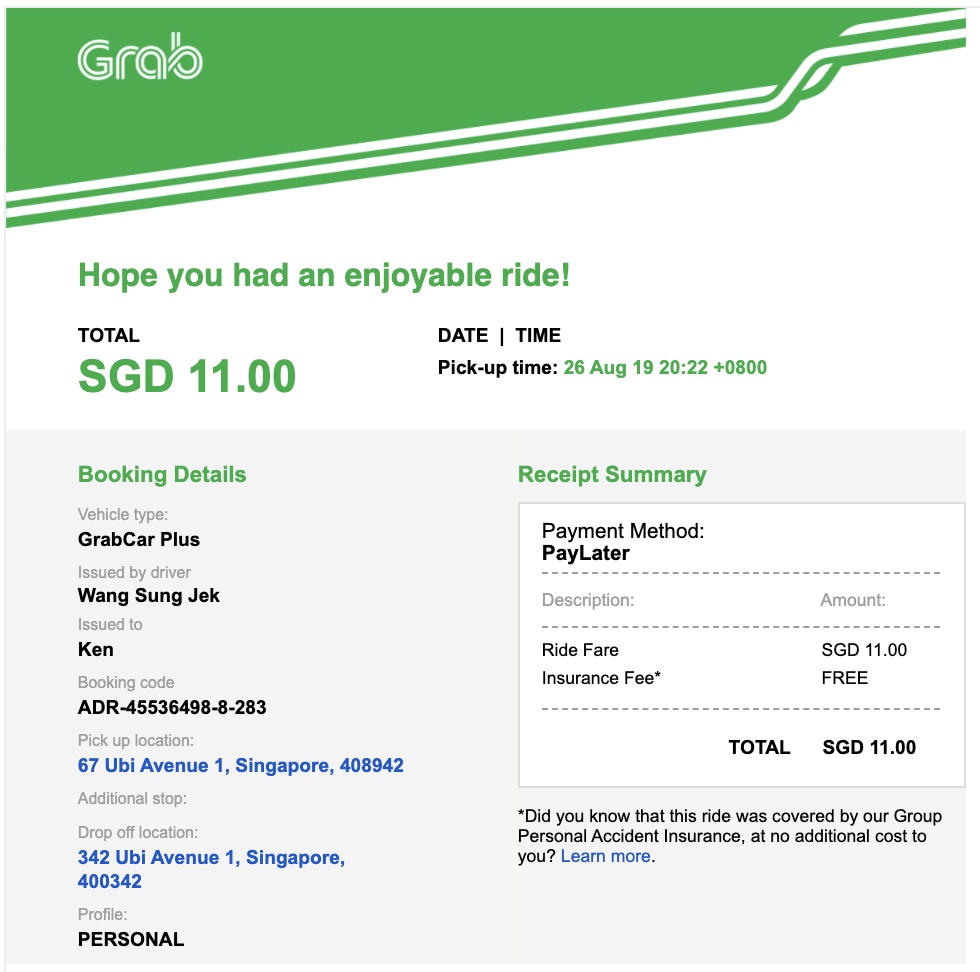 Grab
Hope you had an enjoyable ride!
TOTAL
SGD 11.00
DATE | TIME
Pick-up time: 26 Aug 19 20:22 +0800
Booking Details
Vehicle type:
GrabCar Plus
Issued by driver
Wang Sung Jek
Issued to
Ken
Booking code
ADR-45536498-8-283
Pick up location:
67 Ubi Avenue 1, Singapore, 408942
Additional stop:
Drop off location:
342 Ubi Avenue 1, Singapore,
400342
Profile:
PERSONAL
Receipt Summary
Payment Method:
PayLater
Description: Amount:
Ride Fare SGD 11.00
Insurance Fee* FREE
TOTAL SGD 11.00
*Did you know that this ride was covered by our Group
Personal Accident Insurance, at no additional cost to
you? Learn more.